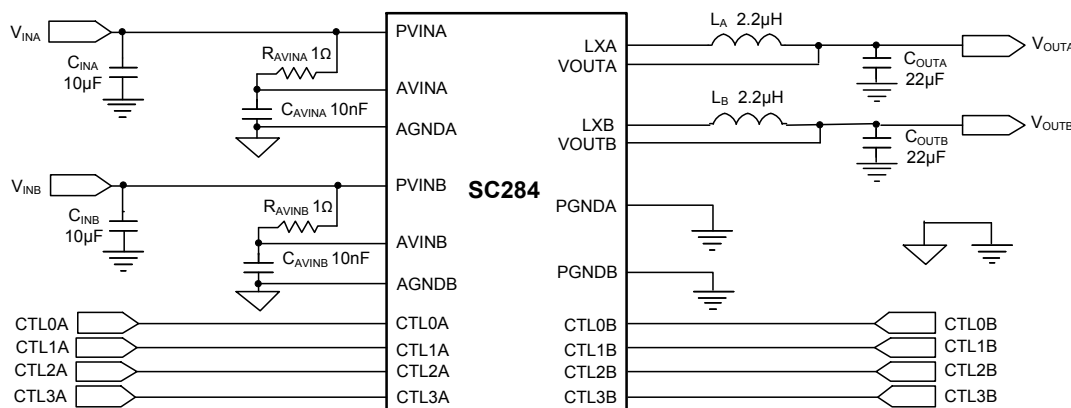 VINA
CINA
10µF
RAVINA 1Ω
CAVINA 10nF
PVINA
AVINA
AGNDA
VINB
CINB
10µF
RAVINB 1Ω
CAVINB 10nF
PVINB
AVINB
AGNDB
CTL0A
CTL1A
CTL2A
CTL3A
CTL0A
CTL1A
CTL2A
CTL3A
SC284
LXA
VOUTA
LXB
VOUTB
PGNDA
PGNDB
CTL0B
CTL1B
CTL2B
CTL3B
LA 2.2µH
COUTA
22µF
VOUTA
LB 2.2µH
COUTB
22µF
VOUTB
CTL0B
CTL1B
CTL2B
CTL3B